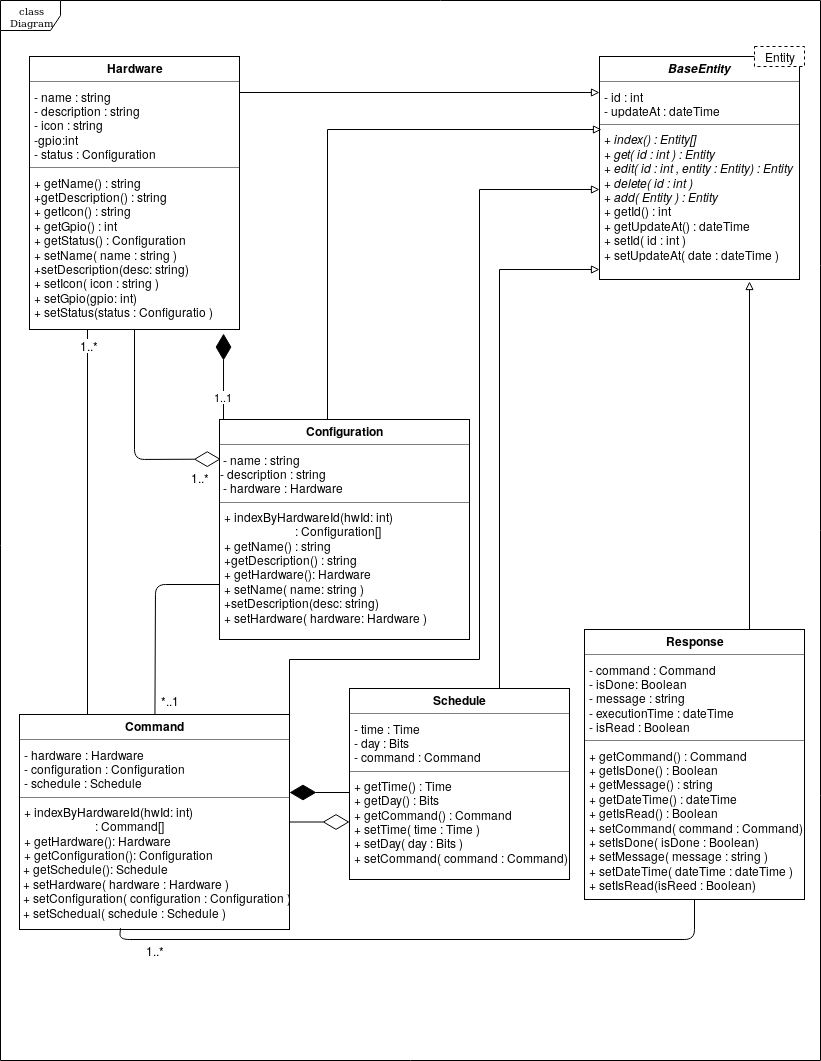 class
Diagram
Hardware
- name : string
- description : string
- icon : string
-gpio:int
- status : Configuration
+ getName() : string
+getDescription() : string
+ getIcon() : string
+ getGpio() : int
+ getStatus() : Configuration
+ setName( name : string )
+setDescription(desc: string)
+ setIcon( icon : string )
+ setGpio(gpio: int)
+ setStatus(status : Configuratio )
Entity
BaseEntity
- id : int
- updateAt : dateTime
+ index() : Entity[]
+ get( id : int ) : Entity
+ edit( id : int , entity : Entity) : Entity
+ delete( id : int )
+ add( Entity ) : Entity
+ getId() : int
+ getUpdateAt() : dateTime
+ setId( id : int )
+ setUpdateAt( date : dateTime )
1..*
1..1
1..*
Configuration
- name : string
- description : string
- hardware : Hardware
+ indexByHardwareId(hwId: int)
: Configuration[]
+ getName() : string
+getDescription() : string
+ getHardware(): Hardware
+ setName( name: string )
+setDescription(desc: string)
+ setHardware( hardware: Hardware )
*..1
Command
- hardware : Hardware
- configuration : Configuration
- schedule : Schedule
+ indexByHardwareId(hwId: int)
: Command[]
+ getHardware(): Hardware
+ getConfiguration(): Configuration
+ getSchedule(): Schedule
+ setHardware( hardware : Hardware )
+ setConfiguration( configuration : Configuration )
+ setSchedual( schedule : Schedule )
1..*
Schedule
- time : Time
- day : Bits
- command : Command
+ getTime() : Time
+ getDay() : Bits
+ getCommand() : Command
+ setTime( time : Time )
+ setDay( day : Bits )
+ setCommand( command : Command)
Response
- command : Command
- isDone: Boolean
- message : string
- executionTime : dateTime
- isRead : Boolean
+ getCommand() : Command
+ getIsDone() : Boolean
+ getMessage() : string
+ getDateTime() : dateTime
+ getIsRead() : Boolean
+ setCommand( command : Command)
+ setIsDone( isDone : Boolean)
+ setMessage( message : string )
+ setDateTime( dateTime : dateTime )
+ setIsRead(isReed : Boolean)